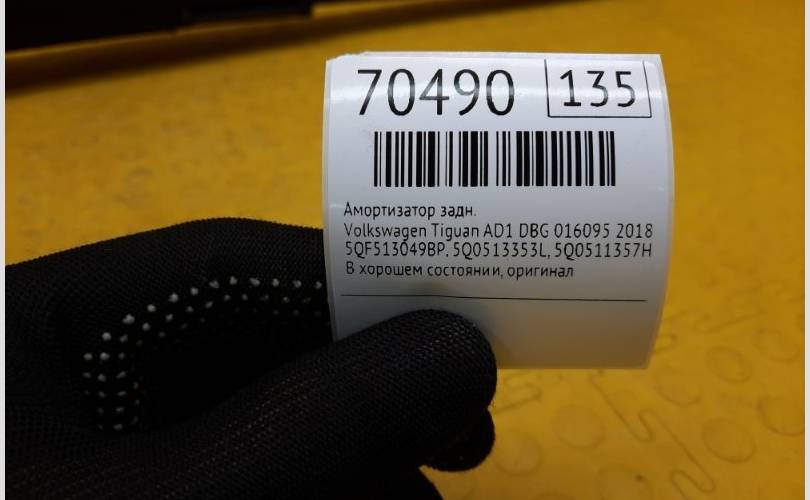 70490 135
Амортизатор задн.
Volkswagen Tiguan AD1 DBG 016095 2018
5QF513049BP, 5Q0513353L, 5Q0511357H
В хорошем состоянии, оригинал